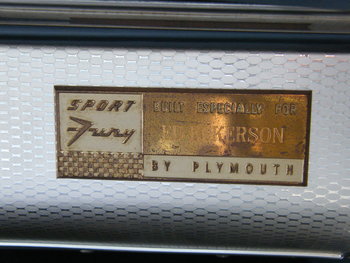 SPORT
Fury
BUILT ESPECIALLY FOR
BY PLYMOUTH